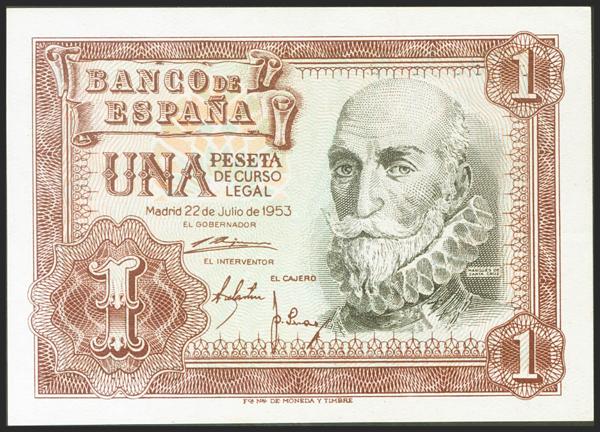 BANCO DE
ESPAÑA
1
UNA PESETA
DE CURSO
LEGAL
Madrid 22 de Julio de 1953
EL GOBERNADOR
EL INTERVENTOR
EL CAJERO
MARQUES DE
SANTA CRUZ
1
1
Fca Nal DE MONEDA Y TIMBRE